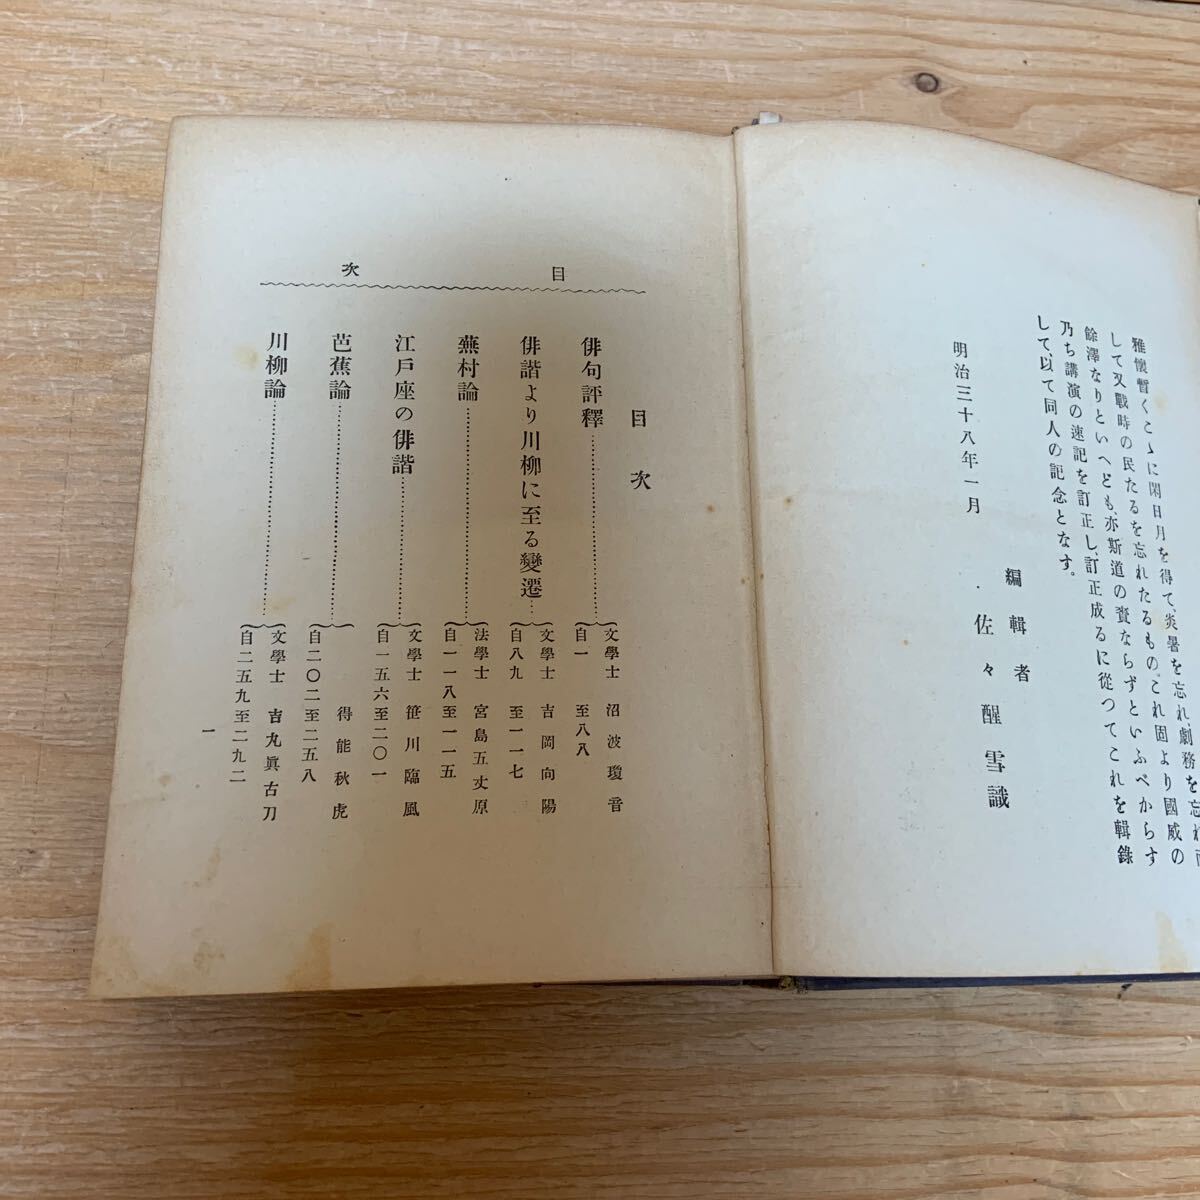 雅懷暫くこゝに閑日月を得て、炎暑を忘れ、劇務を忘れ、而
して又戰時の民たるを忘れたるもの、これ固より國威の
餘澤なりといへども、亦斯道の賚ならずといふべからず
乃ち講演の速記を訂正し、訂正成るに從つてこれを輯錄
して、以て同人の記念となす。
明治三十八年一月
編輯者
佐々醒雪識
目次
目次
俳句評釋……文學士 沼波瓊音 自一至八八
俳諧より川柳に至る變遷……文學士 吉岡向陽 自八九至一一七
蕪村論……法學士 宮島五丈原 自一一八至一一五
江戸座の俳諧……文學士 笹川臨風 自一五六至二〇一
芭蕉論……得能秋虎 自二〇二至二五八
川柳論……文學士 吉丸眞古刀 自二五九至二九二
一